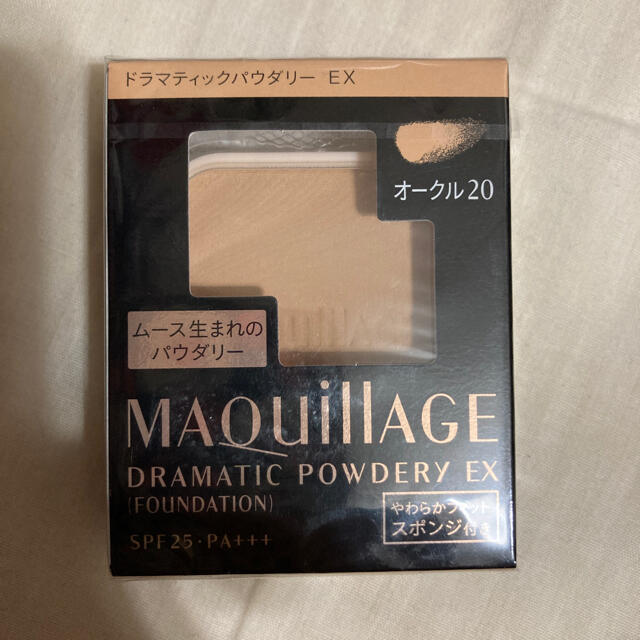 ドラマティックパウダリー EX
オークル20
ムース生まれの
パウダリー
MAQuillAGE
DRAMATIC POWDERY EX
(FOUNDATION)
やわらかフィット
スポンジ付き
SPF25・PA+++